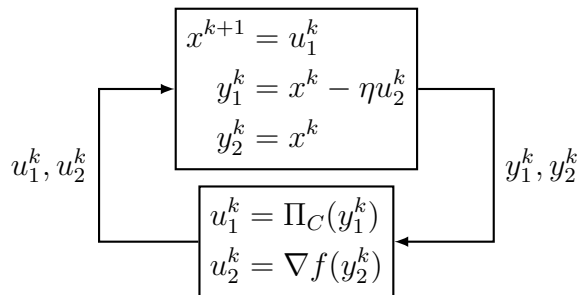 x^{k+1} = u_1^k
y_1^k = x^k − ηu_2^k
y_2^k = x^k
u_1^k, u_2^k
y_1^k, y_2^k
u_1^k = Π_C(y_1^k)
u_2^k = ∇f(y_2^k)